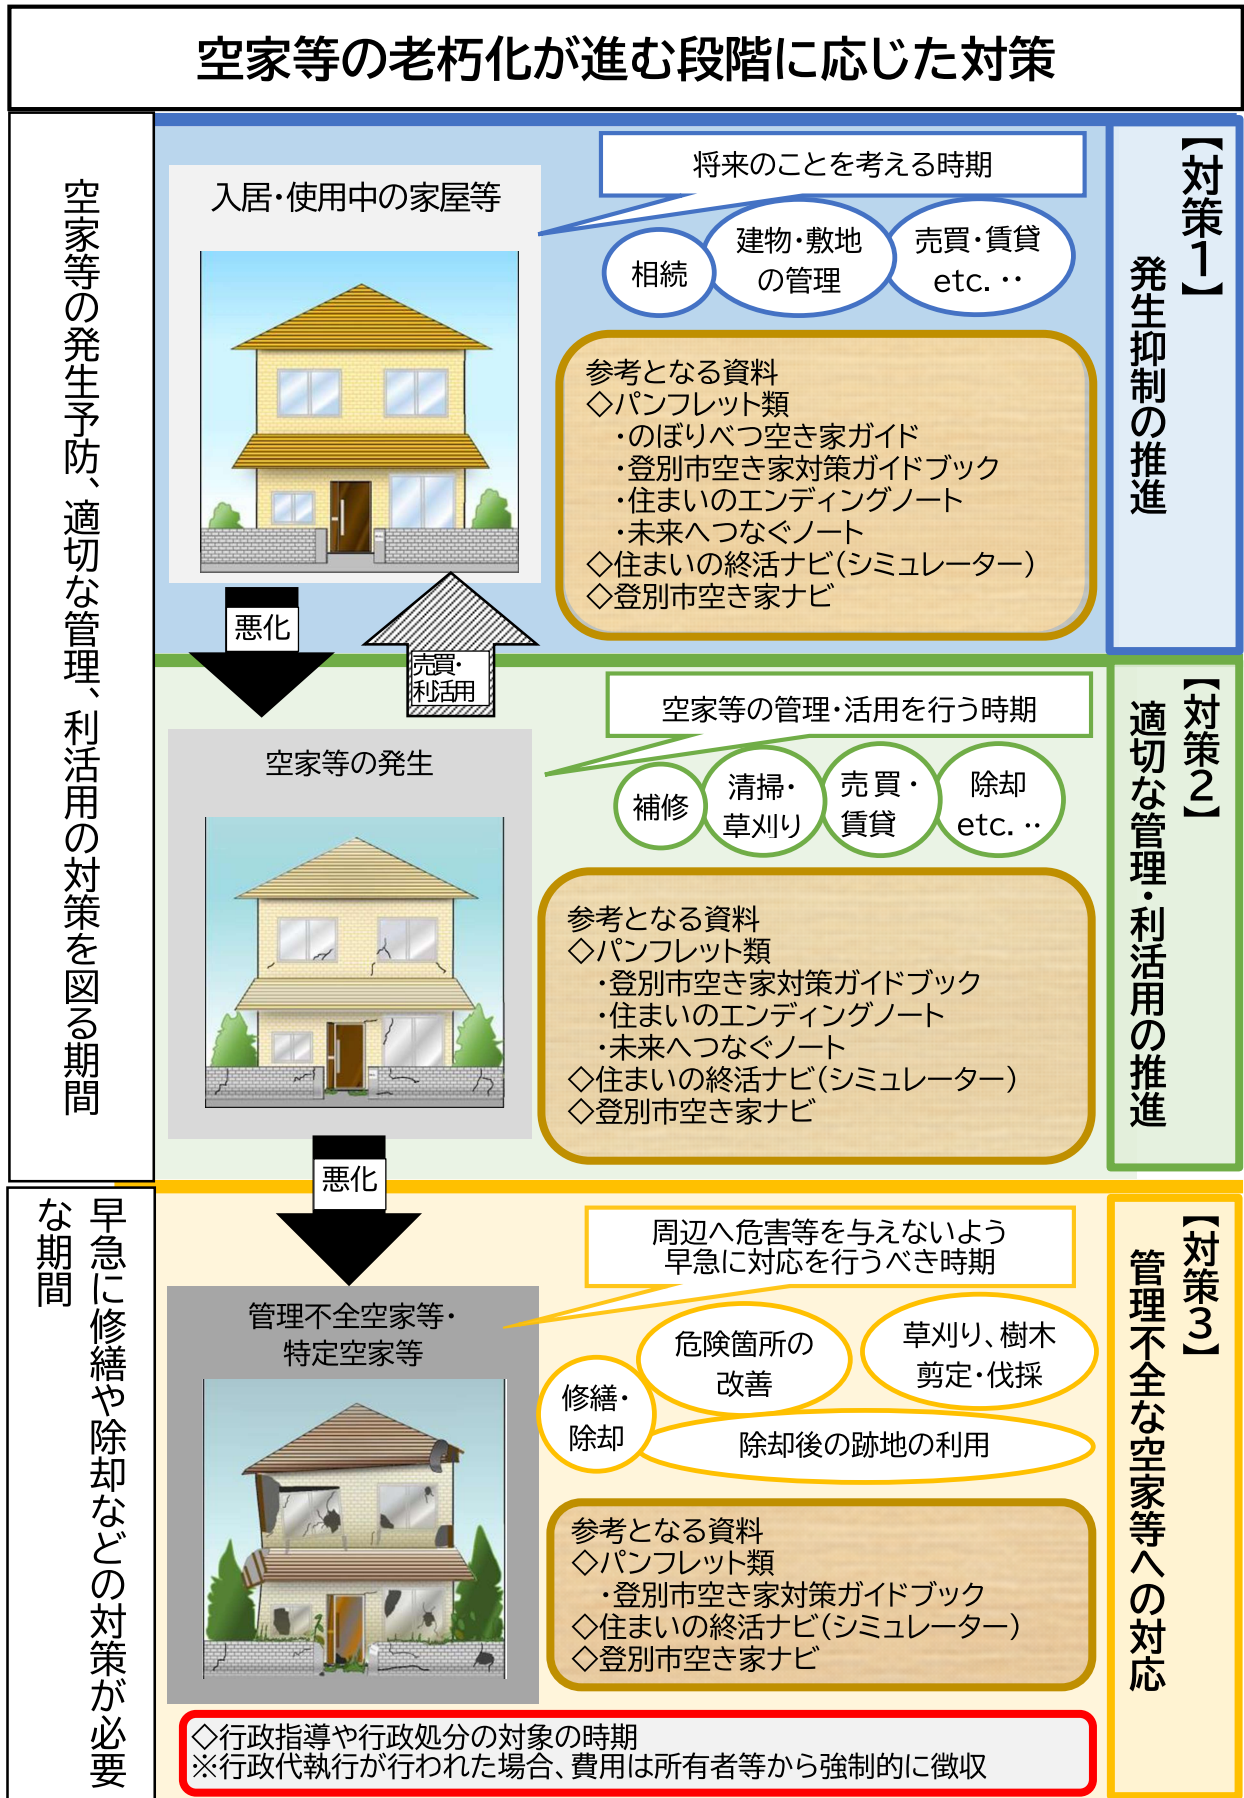 空家等の老朽化が進む段階に応じた対策
空家等の発生予防、適切な管理、利活用の対策を図る期間
入居・使用中の家屋等
将来のことを考える時期
相続
建物・敷地
の管理
売買・賃貸
etc.‥
参考となる資料
◇パンフレット類
・のぼりべつ空き家ガイド
・登別市空き家対策ガイドブック
・住まいのエンディングノート
・未来へつなぐノート
◇住まいの終活ナビ(シミュレーター)
◇登別市空き家ナビ
【対策1】
発生抑制の推進
悪化
売買・
利活用
空家等の発生
空家等の管理・活用を行う時期
補修
清掃・
草刈り
売買・
賃貸
除却
etc.‥
参考となる資料
◇パンフレット類
・登別市空き家対策ガイドブック
・住まいのエンディングノート
・未来へつなぐノート
◇住まいの終活ナビ(シミュレーター)
◇登別市空き家ナビ
【対策2】
適切な管理・利活用の推進
悪化
早急に修繕や除却などの対策が必要
な期間
管理不全空家等・
特定空家等
周辺へ危害等を与えないよう
早急に対応を行うべき時期
修繕・
除却
危険箇所の
改善
草刈り、樹木
剪定・伐採
除却後の跡地の利用
参考となる資料
◇パンフレット類
・登別市空き家対策ガイドブック
◇住まいの終活ナビ(シミュレーター)
◇登別市空き家ナビ
【対策3】
管理不全な空家等への対応
◇行政指導や行政処分の対象の時期
※行政代執行が行われた場合、費用は所有者等から強制的に徴収